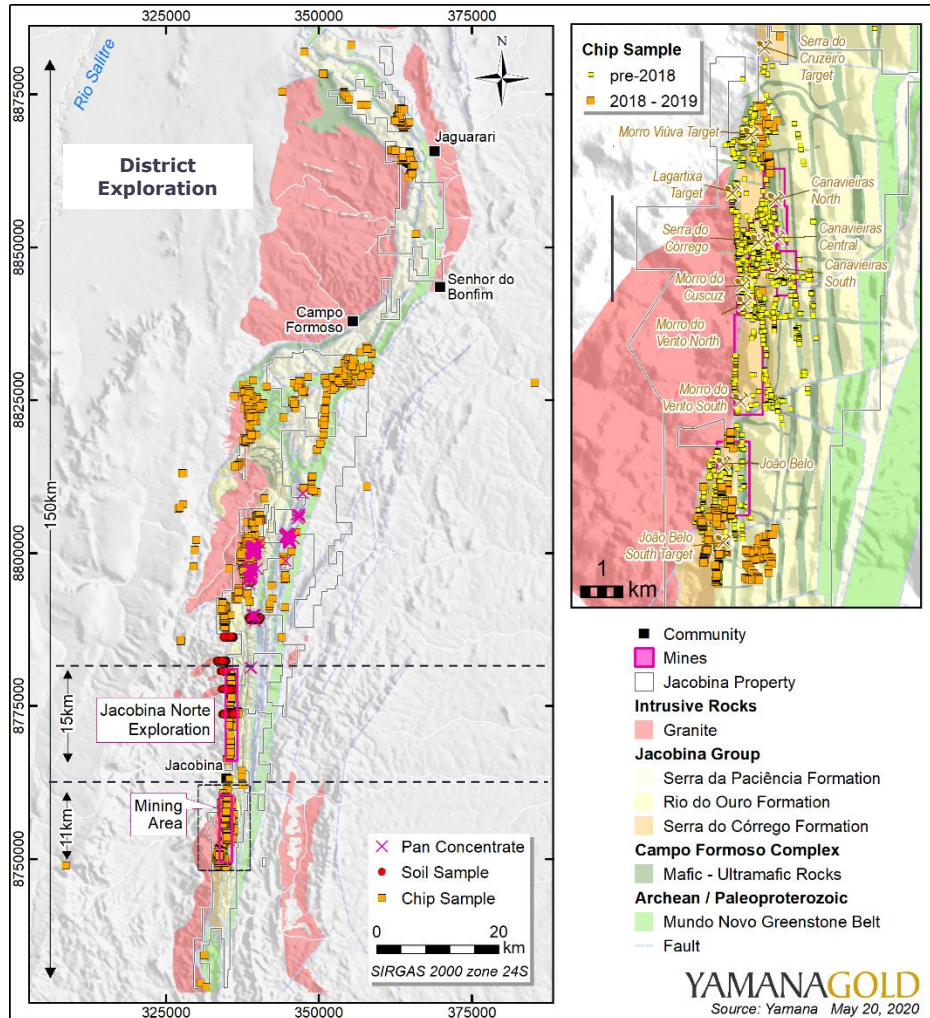 325000
350000
375000
8875000
8850000
8825000
8800000
8775000
8750000
Rio Salitre
N
District
Exploration
Jaguarari
Senhor do
Bonfim
Campo
Formoso
150km
15km
Jacobina Norte
Exploration
Jacobina
Mining
Area
11km
Pan Concentrate
Soil Sample
Chip Sample
0
20
km
SIRGAS 2000 zone 24S
325000
350000
375000
Chip Sample
pre-2018
2018 - 2019
Serra do
Cruzeiro
Target
Morro Viúva Target
Lagartixa
Target
Canavieiras
North
Serra do
Córrego
Canavieiras
Central
Canavieiras
South
Morro do
Cuscuz
Morro do
Vento North
Morro do
Vento South
João Belo
João Belo
South Target
1
km
Community
Mines
Jacobina Property
Intrusive Rocks
Granite
Jacobina Group
Serra da Paciência Formation
Rio do Ouro Formation
Serra do Córrego Formation
Campo Formoso Complex
Mafic - Ultramafic Rocks
Archean / Paleoproterozoic
Mundo Novo Greenstone Belt
Fault
YAMANAGOLD
Source: Yamana May 20, 2020